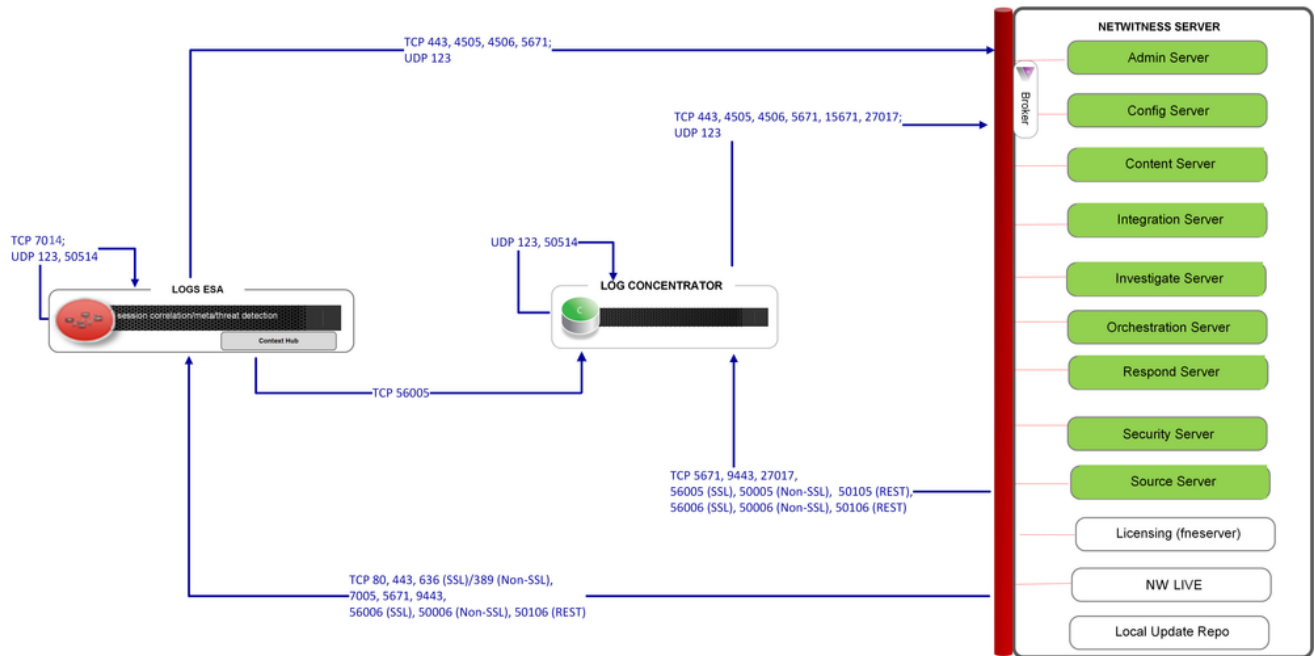 NETWITNESS SERVER
TCP 443, 4505, 4506, 5671;
UDP 123
Admin Server
Broker
Config Server
TCP 443, 4505, 4506, 5671, 15671, 27017;
UDP 123
Content Server
Integration Server
TCP 7014;
UDP 123, 50514
UDP 123, 50514
Investigate Server
LOGS ESA
LOG CONCENTRATOR
session correlation/meta/threat detection
C
Context Hub
Orchestration Server
Respond Server
TCP 56005
Security Server
TCP 5671, 9443, 27017,
56005 (SSL), 50005 (Non-SSL), 50105 (REST),
56006 (SSL), 50006 (Non-SSL), 50106 (REST)
Source Server
Licensing (fneserver)
TCP 80, 443, 636 (SSL)/389 (Non-SSL),
7005, 5671, 9443,
56006 (SSL), 50006 (Non-SSL), 50106 (REST)
NW LIVE
Local Update Repo